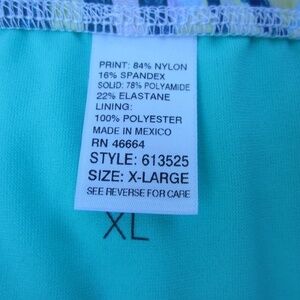 PRINT: 84% NYLON
16% SPANDEX
SOLID: 78% POLYAMIDE
22% ELASTANE
LINING:
100% POLYESTER
MADE IN MEXICO
RN 46664
STYLE: 613525
SIZE: X-LARGE
SEE REVERSE FOR CARE
XL